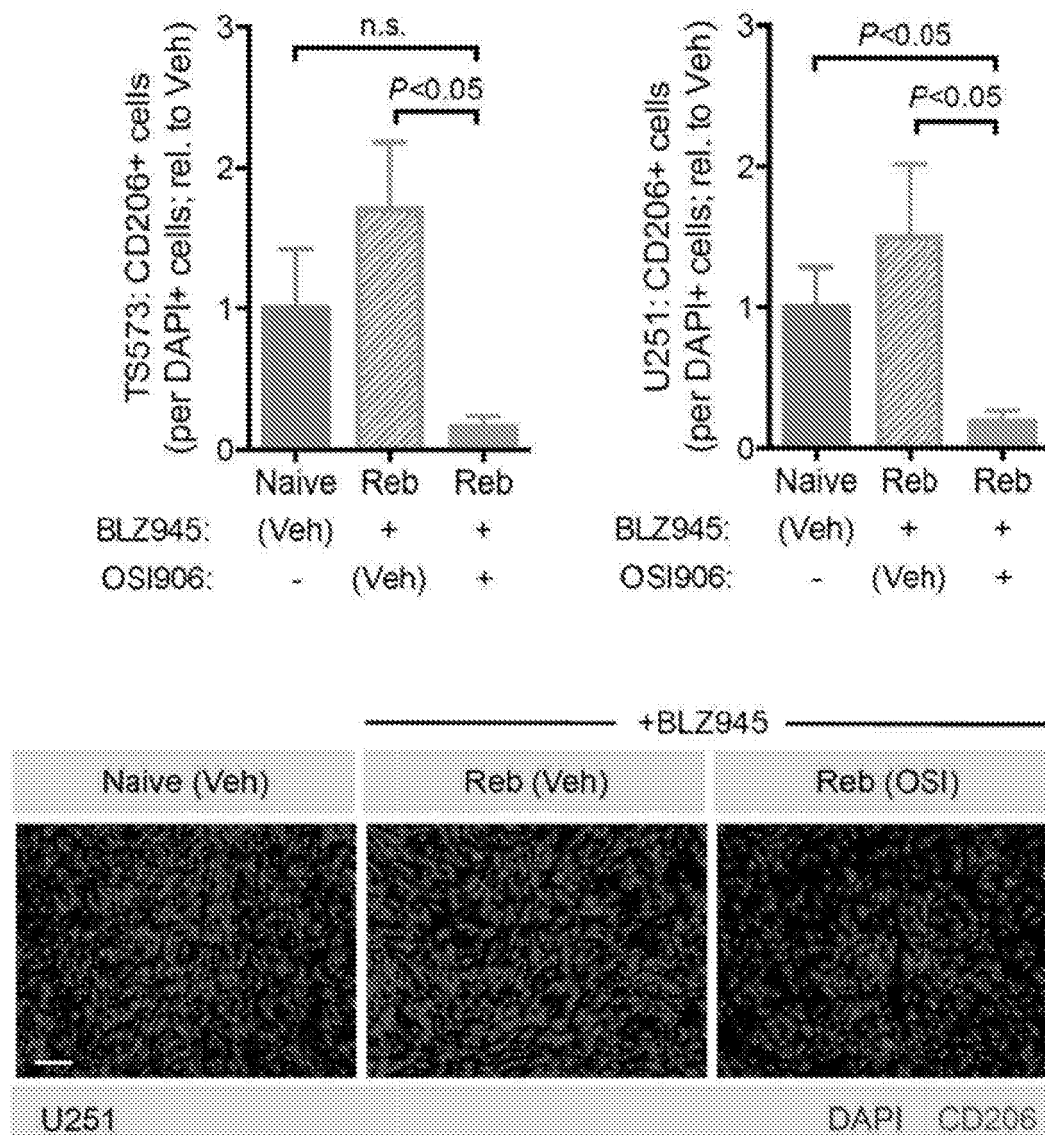 TS573: CD206+ cells
(per DAPI+ cells; rel. to Veh)
3
2
1
0
n.s.
P<0.05
Naive Reb Reb
BLZ945: (Veh) + +
OSI906: - (Veh) +
U251: CD206+ cells
(per DAPI+ cells; rel. to Veh)
3
2
1
0
P<0.05
P<0.05
Naive Reb Reb
BLZ945: (Veh) + +
OSI906: - (Veh) +
+BLZ945
Naive (Veh) Reb (Veh) Reb (OSI)
U251 DAPI CD206